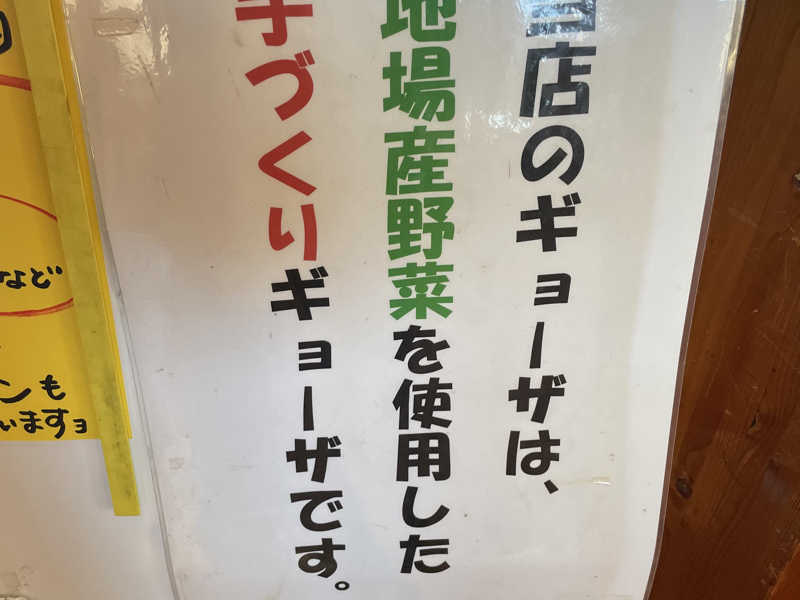 当店のギョーザは、
地場産野菜を使用した
手づくりギョーザです。
など
ンも
いますョ